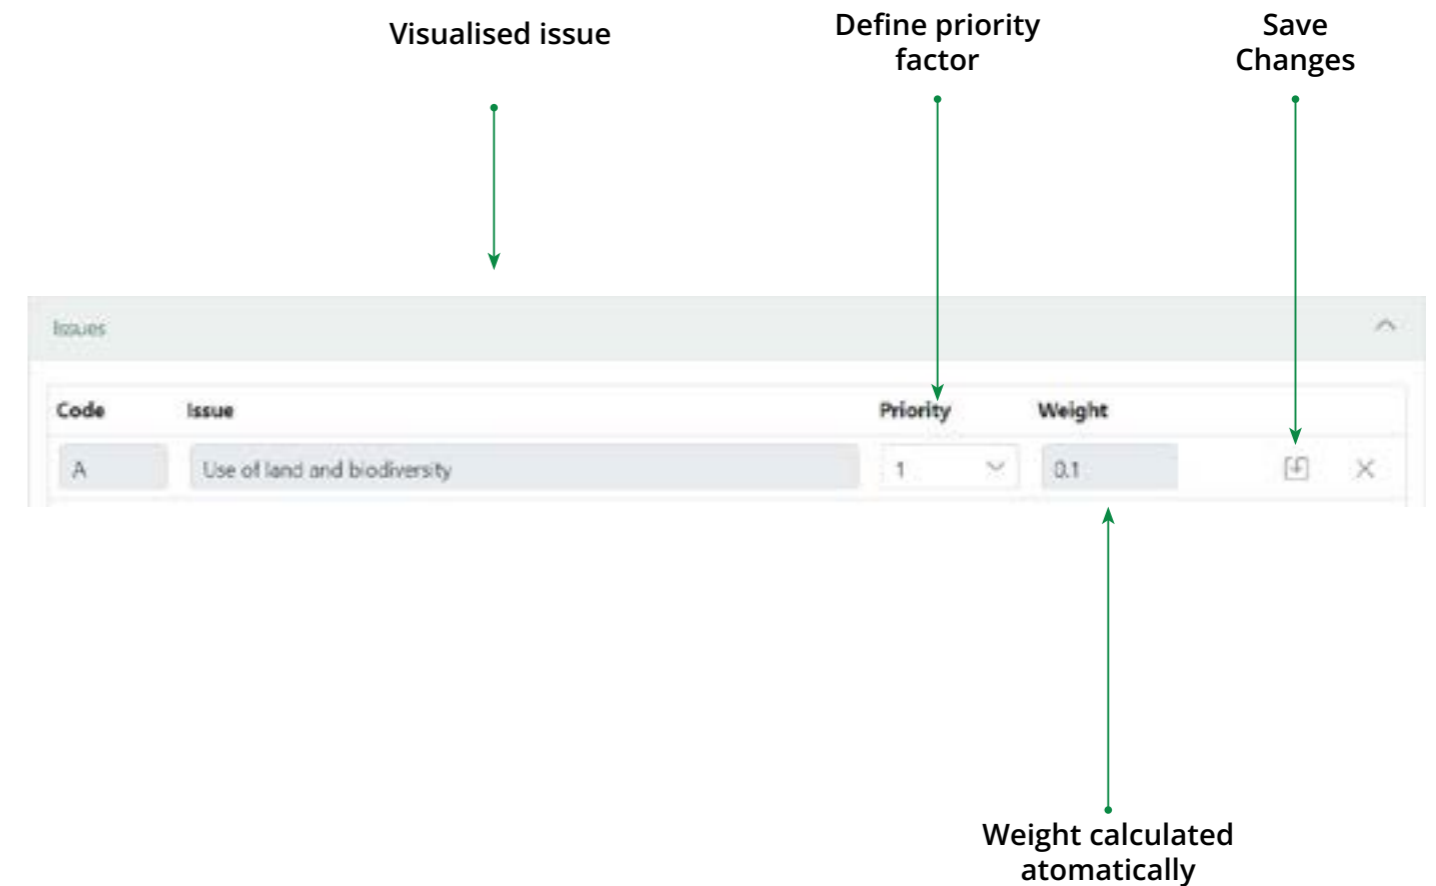 Visualised issue
Define priority
factor
Save
Changes
Issues
Code Issue Priority Weight
A Use of land and biodiversity 1 0.1
Weight calculated
atomatically